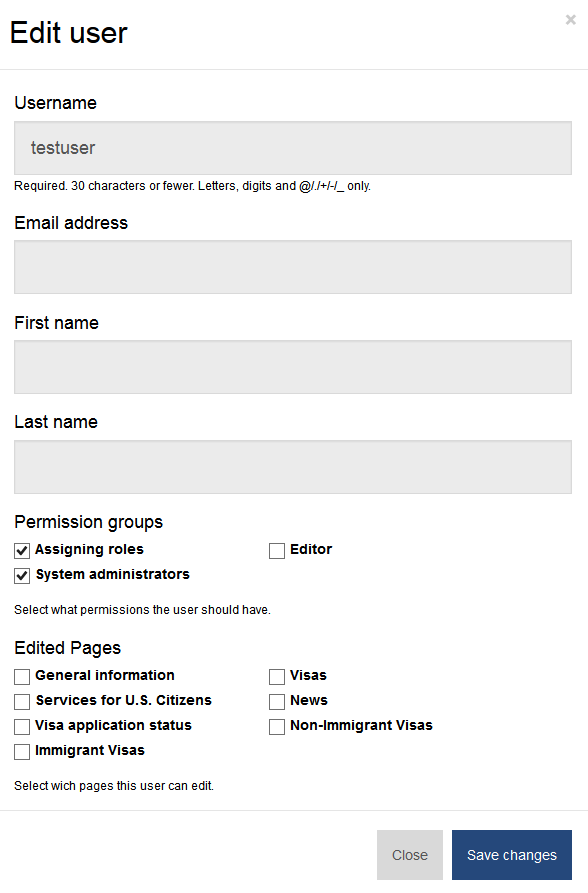 Edit user
×
Username
testuser
Required. 30 characters or fewer. Letters, digits and @/./+/-/_ only.
Email address
First name
Last name
Permission groups
Assigning roles
Editor
System administrators
Select what permissions the user should have.
Edited Pages
General information
Visas
Services for U.S. Citizens
News
Visa application status
Non-Immigrant Visas
Immigrant Visas
Select wich pages this user can edit.
Close
Save changes